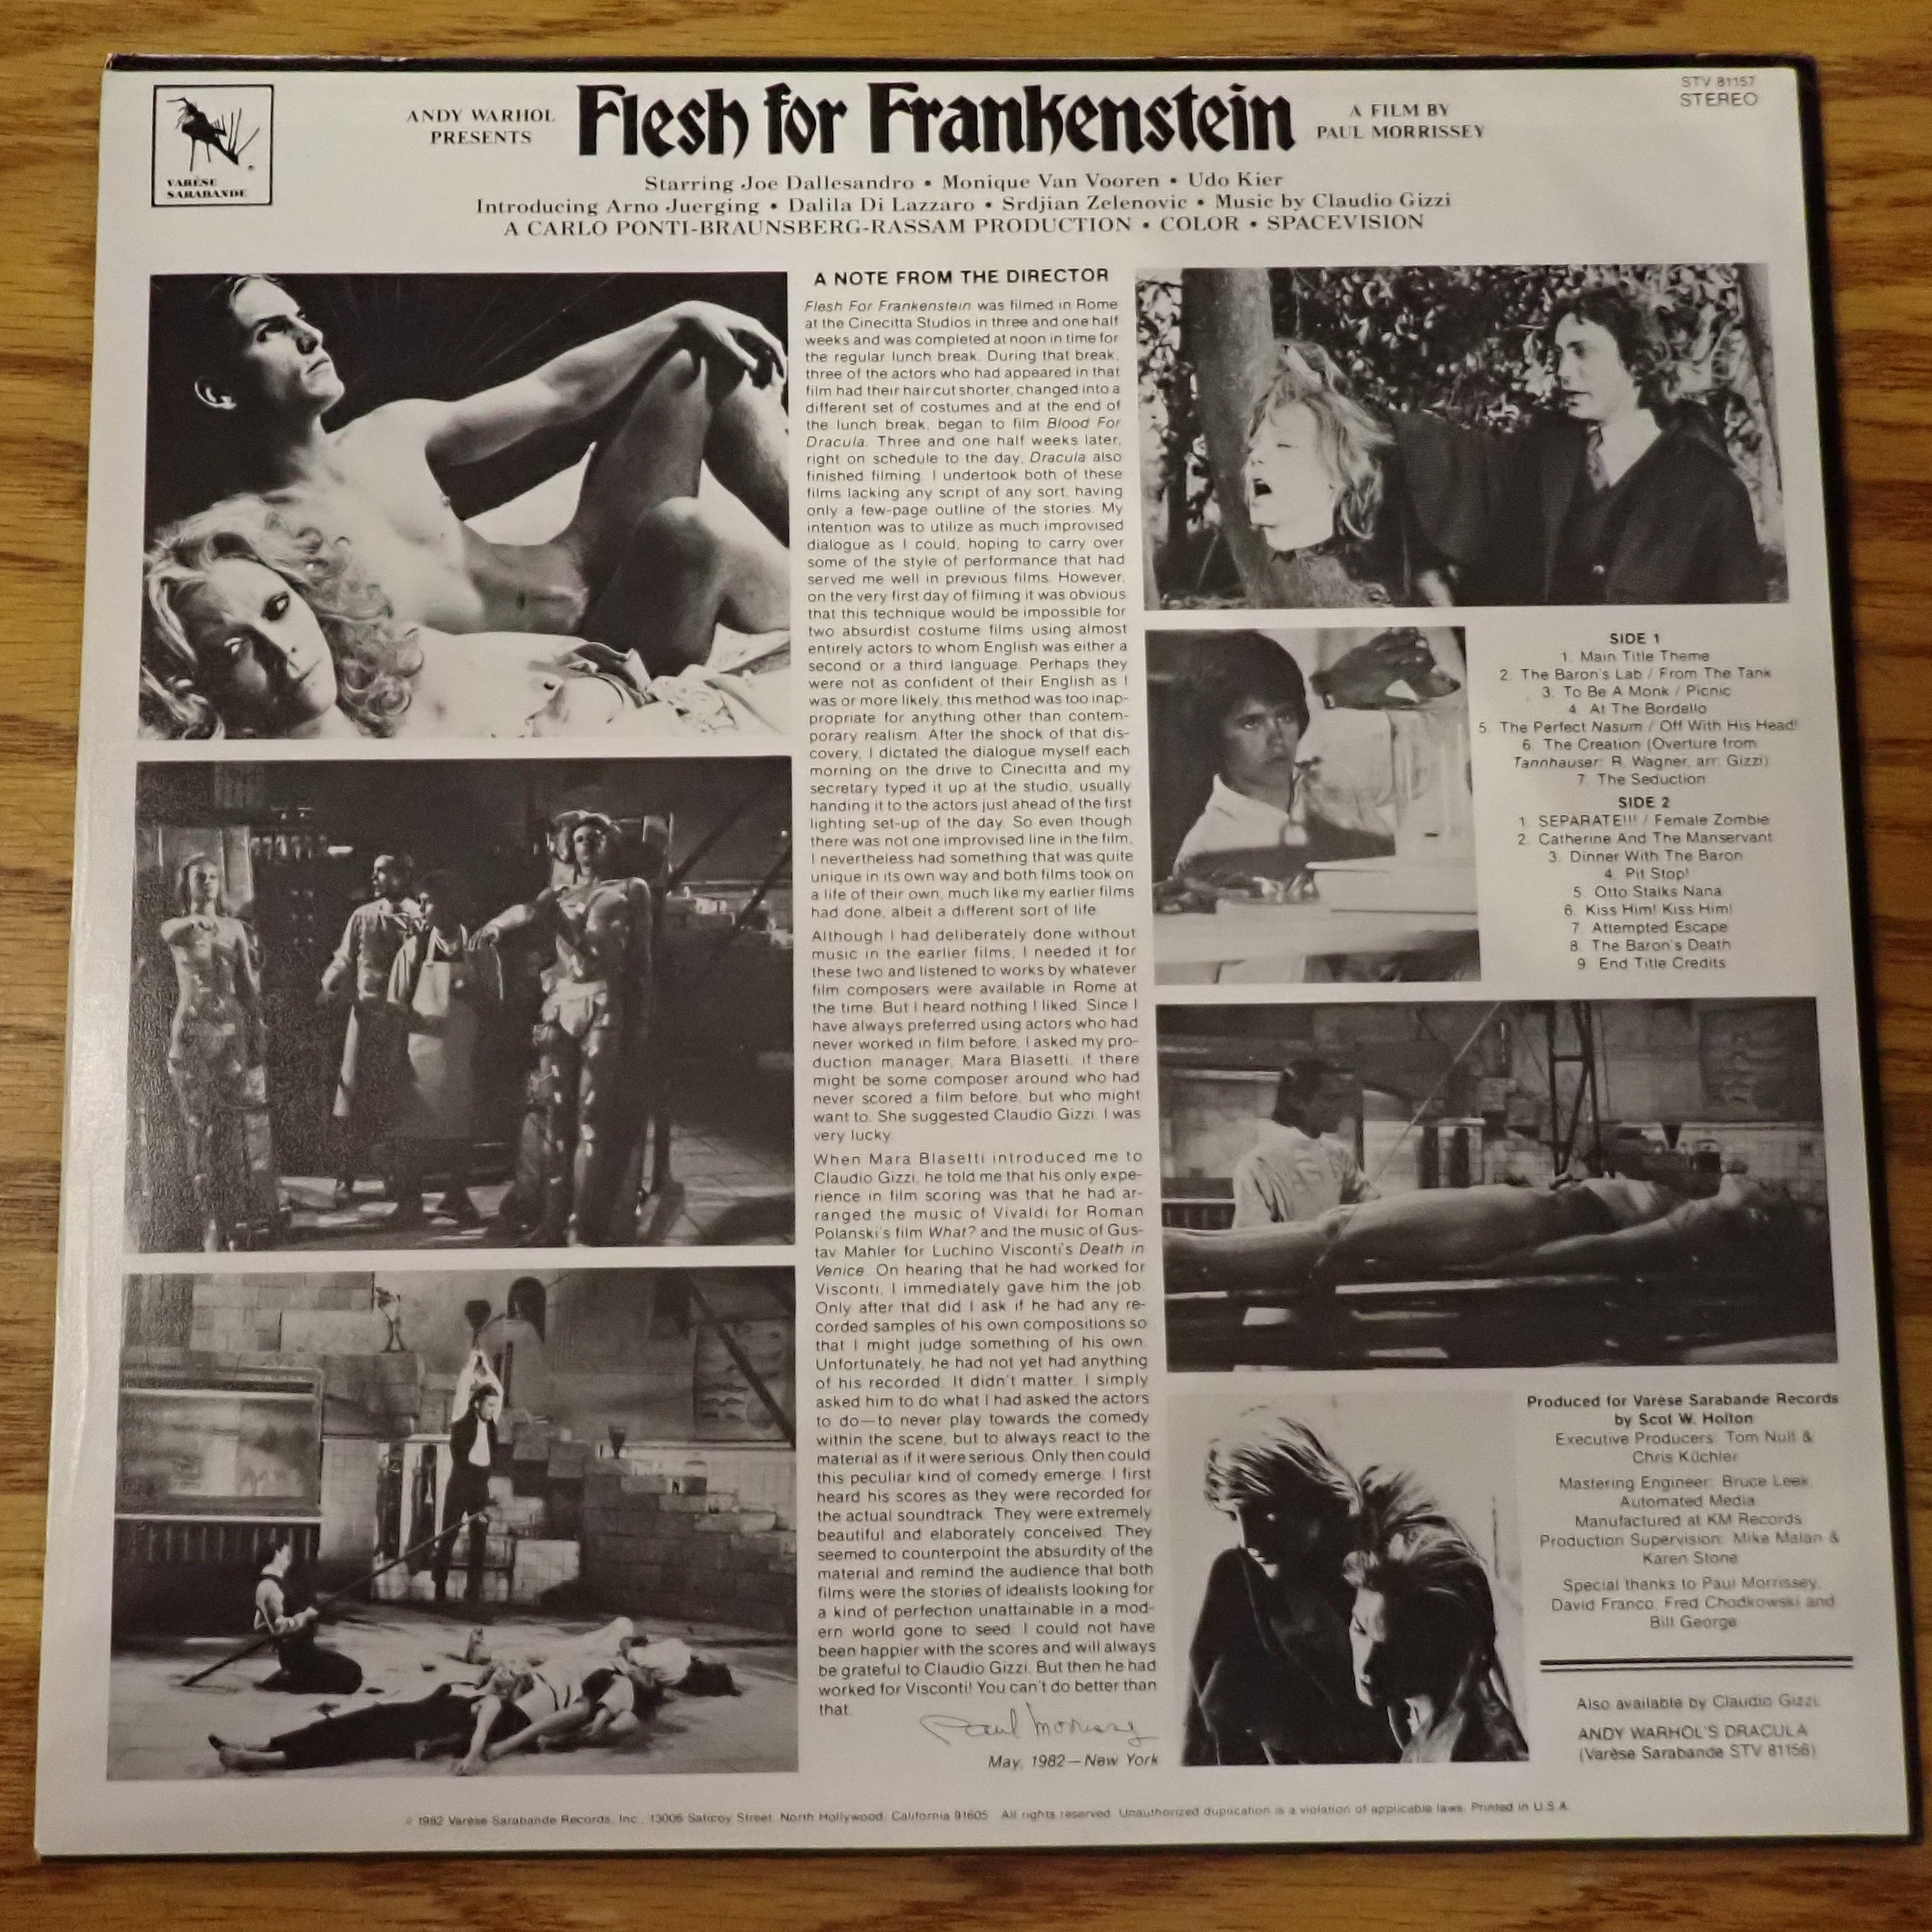 VARÈSE
SARABANDE
ANDY WARHOL
PRESENTS
Flesh for Frankenstein
A FILM BY
PAUL MORRISSEY
STV 81157
STEREO
Starring Joe Dallesandro • Monique Van Vooren • Udo Kier
Introducing Arno Juerging • Dalila Di Lazzaro • Srdjian Zelenovic • Music by Claudio Gizzi
A CARLO PONTI-BRAUNSBERG-RASSAM PRODUCTION • COLOR • SPACEVISION
A NOTE FROM THE DIRECTOR
Flesh For Frankenstein was filmed in Rome
at the Cinecitta Studios in three and one half
weeks and was completed at noon in time for
the regular lunch break. During that break,
three of the actors who had appeared in that
film had their hair cut shorter, changed into a
different set of costumes and at the end of
the lunch break, began to film Blood For
Dracula. Three and one half weeks later,
right on schedule to the day, Dracula also
finished filming. I undertook both of these
films lacking any script of any sort, having
only a few-page outline of the stories. My
intention was to utilize as much improvised
dialogue as I could, hoping to carry over
some of the style of performance that had
served me well in previous films. However,
on the very first day of filming it was obvious
that this technique would be impossible for
two absurdist costume films using almost
entirely actors to whom English was either a
second or a third language. Perhaps they
were not as confident of their English as I
was or more likely, this method was too inap-
propriate for anything other than contem-
porary realism. After the shock of that dis-
covery, I dictated the dialogue myself each
morning on the drive to Cinecitta and my
secretary typed it up at the studio, usually
handing it to the actors just ahead of the first
lighting set-up of the day. So even though
there was not one improvised line in the film,
I nevertheless had something that was quite
unique in its own way and both films took on
a life of their own, much like my earlier films
had done, albeit a different sort of life.
Although I had deliberately done without
music in the earlier films, I needed it for
these two and listened to works by whatever
film composers were available in Rome at
the time. But I heard nothing I liked. Since I
have always preferred using actors who had
never worked in film before, I asked my pro-
duction manager, Mara Blasetti, if there
might be some composer around who had
never scored a film before, but who might
want to. She suggested Claudio Gizzi. I was
very lucky.
When Mara Blasetti introduced me to
Claudio Gizzi, he told me that his only expe-
rience in film scoring was that he had ar-
ranged the music of Vivaldi for Roman
Polanski's film What? and the music of Gus-
tav Mahler for Luchino Visconti's Death in
Venice. On hearing that he had worked for
Visconti, I immediately gave him the job.
Only after that did I ask if he had any re-
corded samples of his own compositions so
that I might judge something of his own.
Unfortunately, he had not yet had anything
of his recorded. It didn't matter. I simply
asked him to do what I had asked the actors
to do—to never play towards the comedy
within the scene, but to always react to the
material as if it were serious. Only then could
this peculiar kind of comedy emerge. I first
heard his scores as they were recorded for
the actual soundtrack. They were extremely
beautiful and elaborately conceived. They
seemed to counterpoint the absurdity of the
material and remind the audience that both
films were the stories of idealists looking for
a kind of perfection unattainable in a mod-
ern world gone to seed. I could not have
been happier with the scores and will always
be grateful to Claudio Gizzi. But then he had
worked for Visconti! You can't do better than
that.
Paul Morrissey
May, 1982—New York
SIDE 1
1. Main Title Theme
2. The Baron's Lab / From The Tank
3. To Be A Monk / Picnic
4. At The Bordello
5. The Perfect Nasum / Off With His Head!
6. The Creation (Overture from
Tannhauser: R. Wagner, arr: Gizzi)
7. The Seduction
SIDE 2
1. SEPARATE!!! / Female Zombie
2. Catherine And The Manservant
3. Dinner With The Baron
4. Pit Stop!
5. Otto Stalks Nana
6. Kiss Him! Kiss Him!
7. Attempted Escape
8. The Baron's Death
9. End Title Credits
Produced for Varèse Sarabande Records
by Scot W. Holton
Executive Producers: Tom Null &
Chris Küchler
Mastering Engineer: Bruce Leek,
Automated Media
Manufactured at KM Records
Production Supervision: Mike Malan &
Karen Stone
Special thanks to Paul Morrissey,
David Franco, Fred Chodkowski and
Bill George
Also available by Claudio Gizzi:
ANDY WARHOL'S DRACULA
(Varèse Sarabande STV 81156)
© 1982 Varèse Sarabande Records, Inc. 13006 Saticoy Street, North Hollywood, California 91605 All rights reserved. Unauthorized duplication is a violation of applicable laws. Printed in U.S.A.